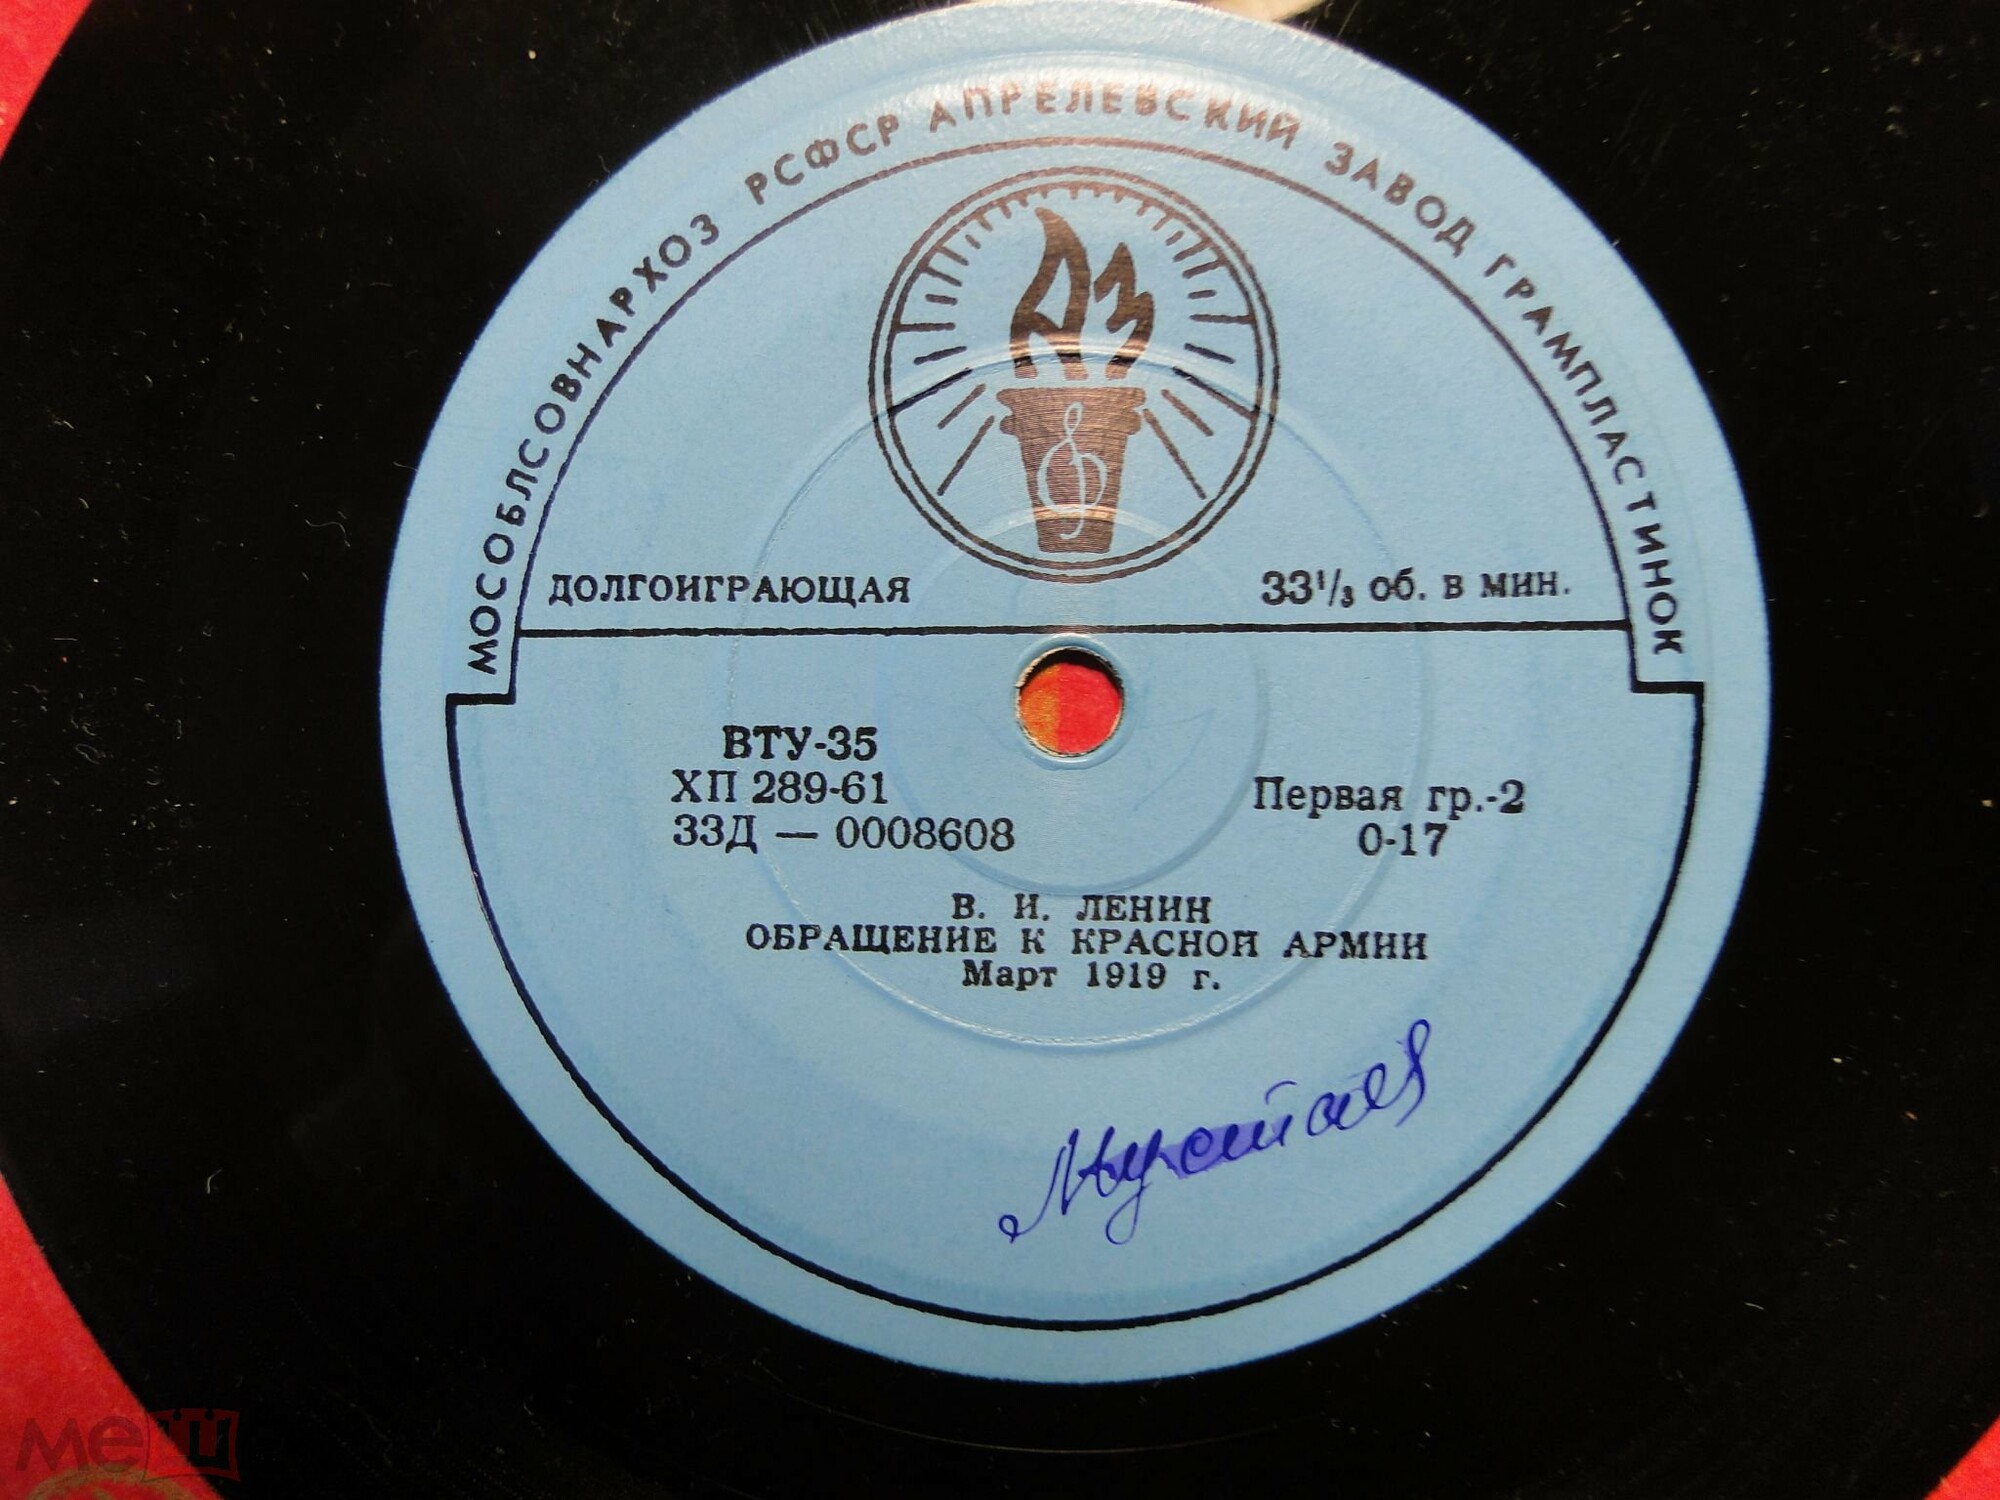 МОСОБЛСОВНАРХОЗ РСФСР АПРЕЛЕВСКИЙ ЗАВОД ГРАМПЛАСТИНОК
АЗ
ДОЛГОИГРАЮЩАЯ 33⅓ об. в мин.
ВТУ-35
ХП 289-61
33Д — 0008608
Первая гр.-2
0-17
В. И. ЛЕНИН
ОБРАЩЕНИЕ К КРАСНОЙ АРМИИ
Март 1919 г.
мешок